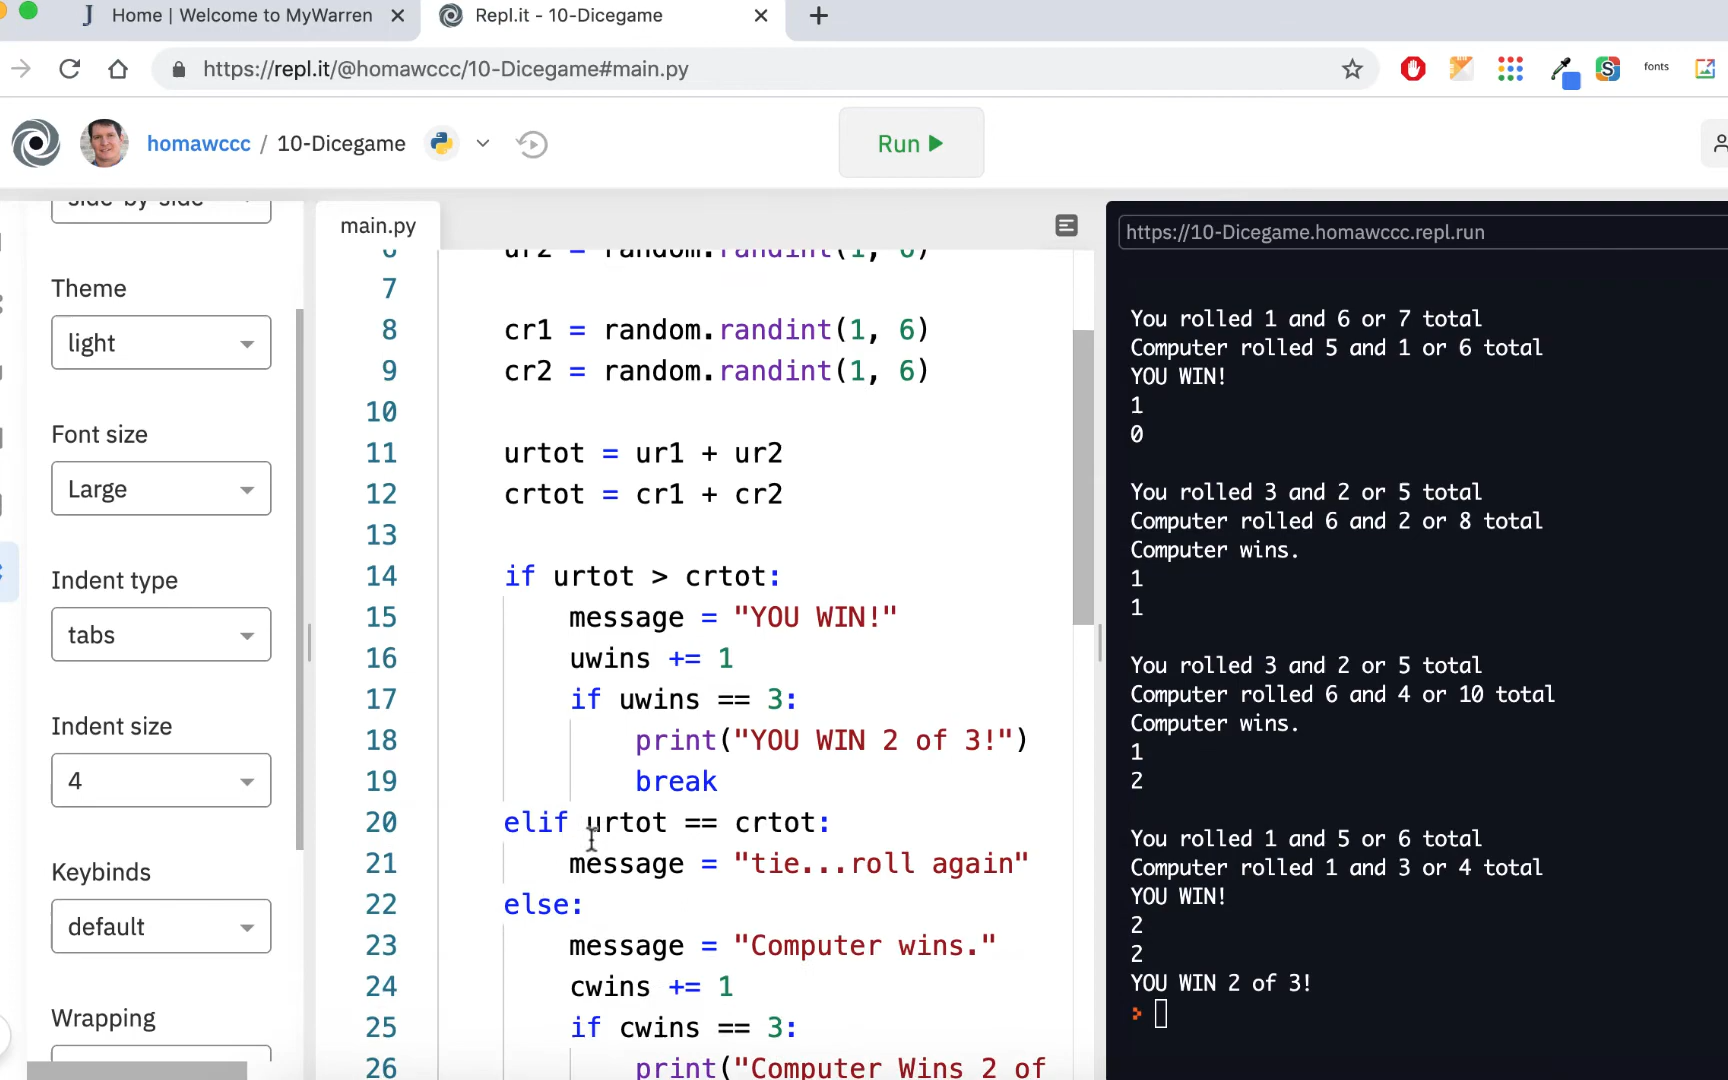 Home | Welcome to MyWarren
Repl.it - 10-Dicegame
https://repl.it/@homawccc/10-Dicegame#main.py
fonts
homawccc / 10-Dicegame
Run
side-by-side
Theme
light
Font size
Large
Indent type
tabs
Indent size
4
Keybinds
default
Wrapping
main.py
6 ur2 = random.randint(1, 6)
7
8 cr1 = random.randint(1, 6)
9 cr2 = random.randint(1, 6)
10
11 urtot = ur1 + ur2
12 crtot = cr1 + cr2
13
14 if urtot > crtot:
15 message = "YOU WIN!"
16 uwins += 1
17 if uwins == 3:
18 print("YOU WIN 2 of 3!")
19 break
20 elif urtot == crtot:
21 message = "tie...roll again"
22 else:
23 message = "Computer wins."
24 cwins += 1
25 if cwins == 3:
26 print("Computer Wins 2 of
https://10-Dicegame.homawccc.repl.run
You rolled 1 and 6 or 7 total
Computer rolled 5 and 1 or 6 total
YOU WIN!
1
0
You rolled 3 and 2 or 5 total
Computer rolled 6 and 2 or 8 total
Computer wins.
1
1
You rolled 3 and 2 or 5 total
Computer rolled 6 and 4 or 10 total
Computer wins.
1
2
You rolled 1 and 5 or 6 total
Computer rolled 1 and 3 or 4 total
YOU WIN!
2
2
YOU WIN 2 of 3!